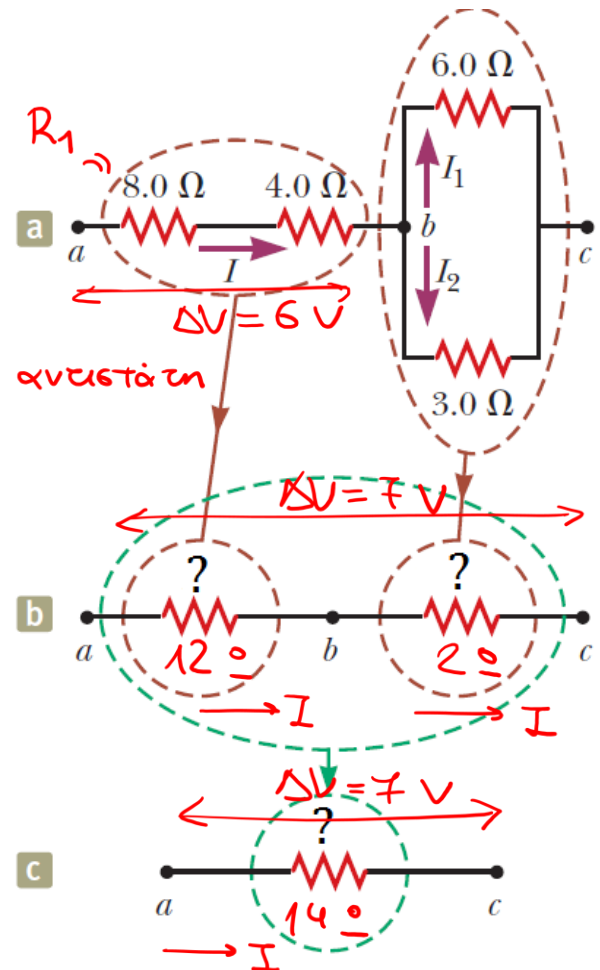 6.0 Ω
R₁
8.0 Ω 4.0 Ω
I₁
a
a
b
c
I
I₂
ΔV = 6 V
αντιστάτη
3.0 Ω
ΔV = 7 V
? ?
b
a
b
c
12 Ω 2 Ω
I I
ΔV = 7 V
?
c
a
c
14 Ω
I